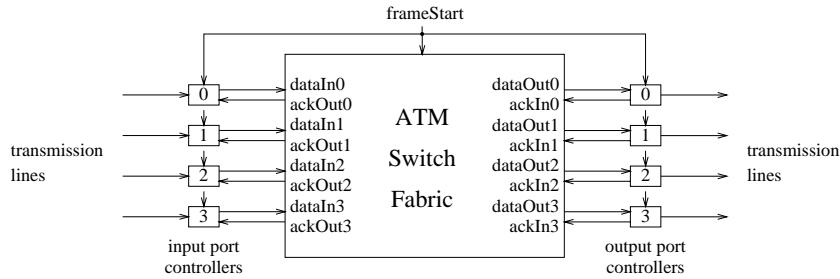 frameStart
0
1
2
3
dataIn0
ackOut0
dataIn1
ackOut1
dataIn2
ackOut2
dataIn3
ackOut3
ATM
Switch
Fabric
dataOut0
ackIn0
dataOut1
ackIn1
dataOut2
ackIn2
dataOut3
ackIn3
0
1
2
3
transmission
lines
transmission
lines
input port
controllers
output port
controllers